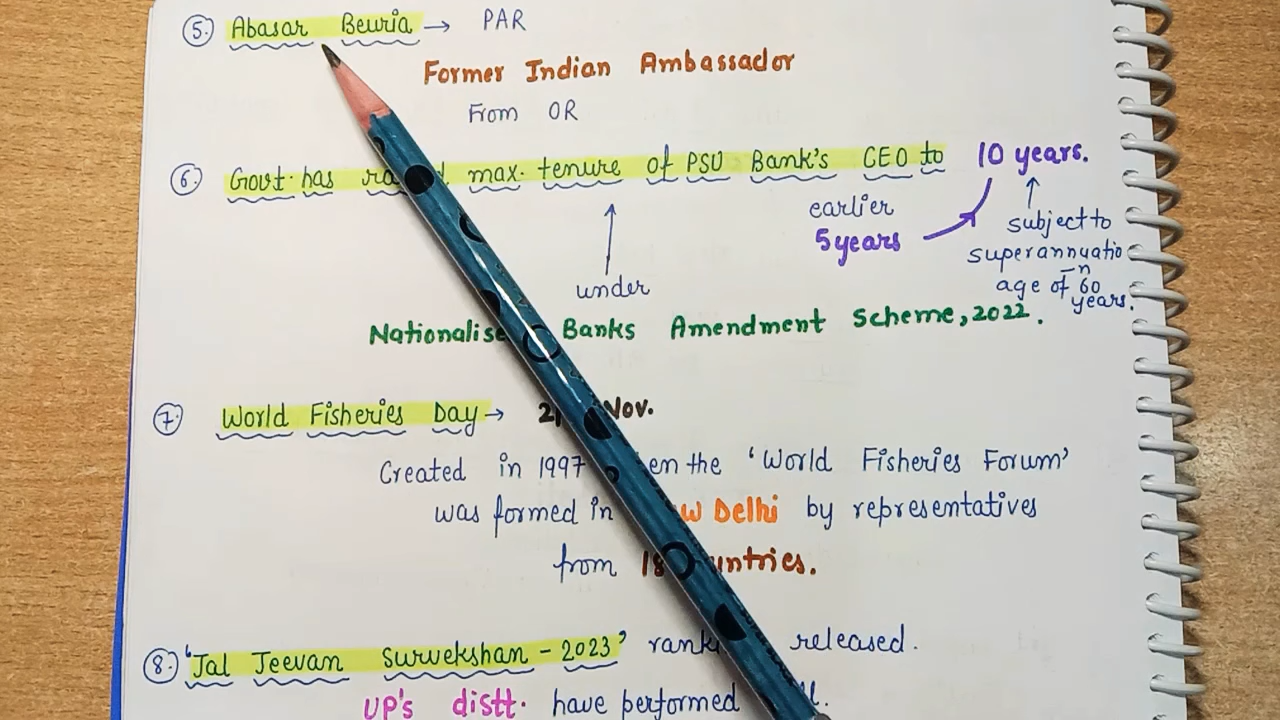 ⑤ Abasar Beuria → PAR
Former Indian Ambassador
From OR
⑥ Govt. has max. tenure of PSU Bank's CEO to 10 years.
earlier
5 years
subject to
superannuatio
-n
age of 60
years.
under
Banks Amendment Scheme, 2022.
⑦ World Fisheries Day → Nov.
Created in 1997 the 'World Fisheries Forum'
was formed in Delhi by representatives
from
⑧ 'Jal Jeevan Survekshan - 2023' released.
UP's distt. have performed